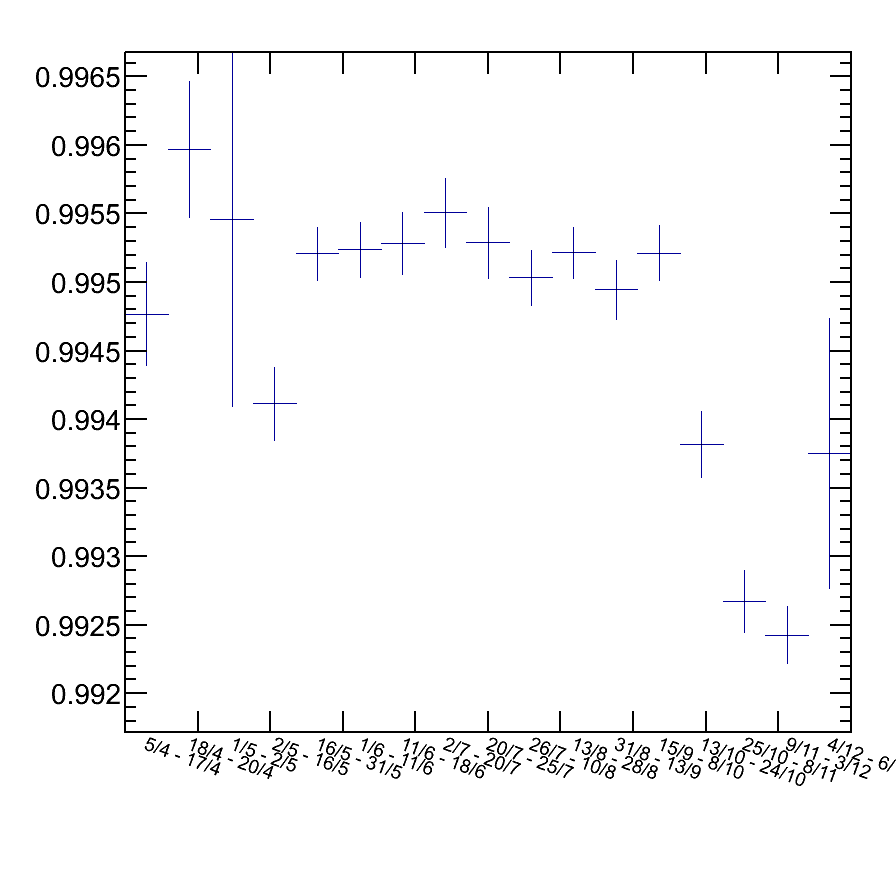 0.9965
0.996
0.9955
0.995
0.9945
0.994
0.9935
0.993
0.9925
0.992
5/4 - 17/4
18/4 - 20/4
1/5 - 2/5
2/5 - 16/5
16/5 - 31/5
1/6 - 11/6
11/6 - 18/6
2/7 - 20/7
20/7 - 25/7
26/7 - 10/8
13/8 - 28/8
31/8 - 13/9
15/9 - 8/10
13/10 - 24/10
25/10 - 8/11
9/11 - 3/12
4/12 - 6/